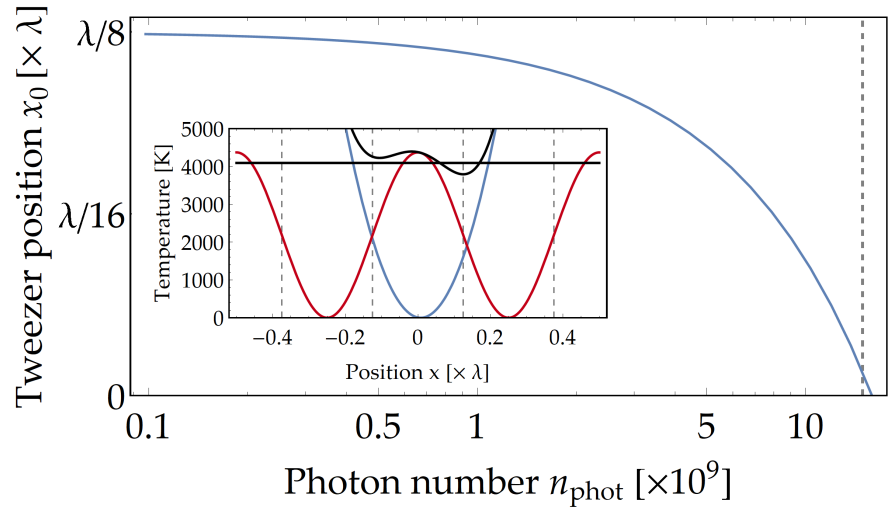 Tweezer position x₀ [× λ]
λ/8
λ/16
0
0.1
0.5
1
5
10
Photon number n_phot [×10⁹]
Temperature [K]
5000
4000
3000
2000
1000
0
−0.4
−0.2
0
0.2
0.4
Position x [× λ]